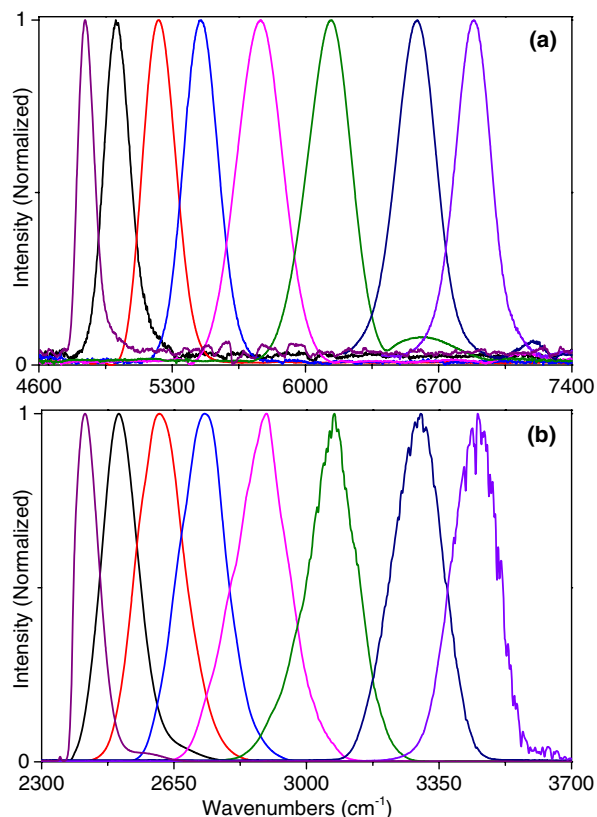 (a)
1
Intensity (Normalized)
0
4600 5300 6000 6700 7400
(b)
1
Intensity (Normalized)
0
2300 2650 3000 3350 3700
Wavenumbers (cm⁻¹)